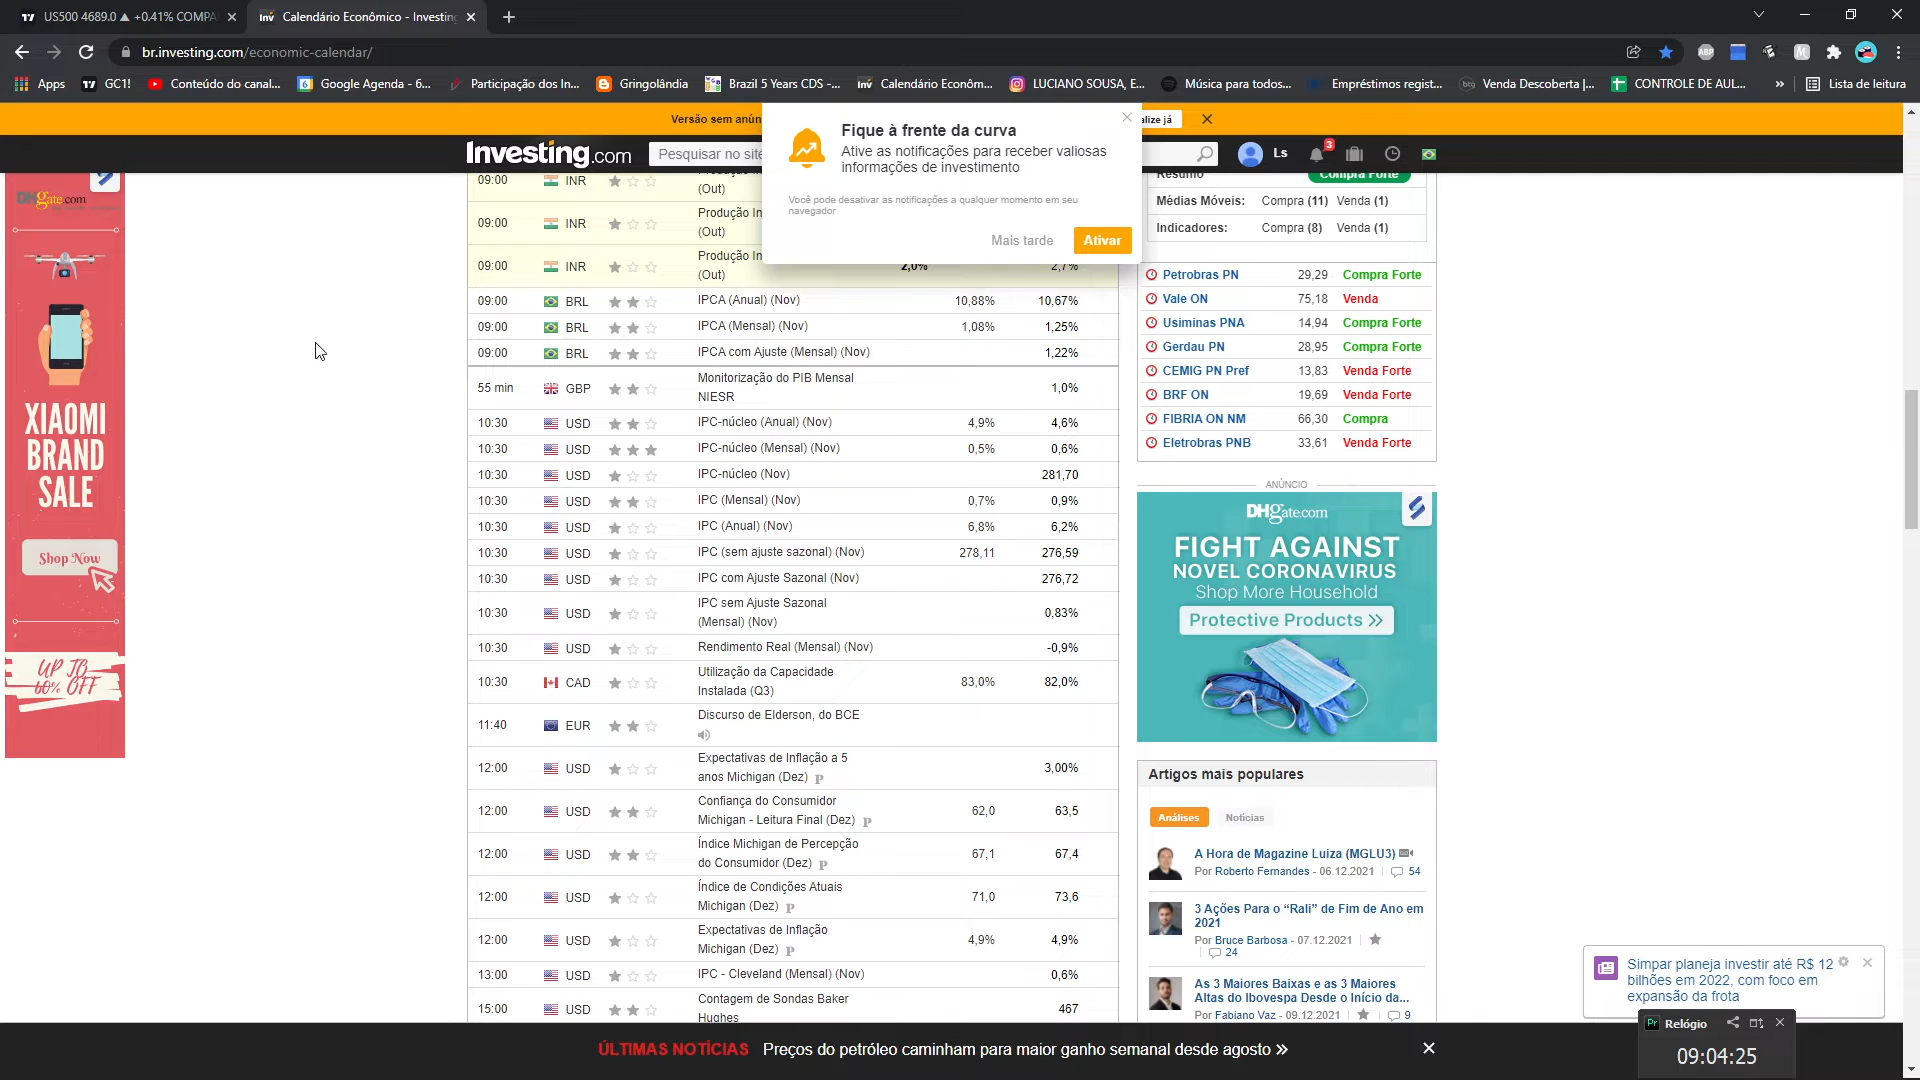 US500 4689.0 ▲ +0.41% COMPA
Inv Calendário Econômico - Investing
br.investing.com/economic-calendar/
Apps
GC1!
Conteúdo do canal...
Google Agenda - 6...
Participação dos In...
Gringolândia
Brazil 5 Years CDS -...
Inv Calendário Econôm...
LUCIANO SOUSA, E...
Música para todos...
Empréstimos regist...
btg Venda Descoberta |...
CONTROLE DE AUL...
»
Lista de leitura
Versão sem anún
alize já
Fique à frente da curva
Ative as notificações para receber valiosas
informações de investimento
Você pode desativar as notificações a qualquer momento em seu
navegador
Mais tarde
Ativar
Investing.com
Pesquisar no site
Ls
3
DHgate.com
XIAOMI
BRAND
SALE
Shop Now
UP TO
60% OFF
09:00 INR (Out)
09:00 INR Produção In
(Out)
09:00 INR Produção In
(Out) 2,0% 2,7%
09:00 BRL IPCA (Anual) (Nov) 10,88% 10,67%
09:00 BRL IPCA (Mensal) (Nov) 1,08% 1,25%
09:00 BRL IPCA com Ajuste (Mensal) (Nov) 1,22%
55 min GBP Monitorização do PIB Mensal
NIESR 1,0%
10:30 USD IPC-núcleo (Anual) (Nov) 4,9% 4,6%
10:30 USD IPC-núcleo (Mensal) (Nov) 0,5% 0,6%
10:30 USD IPC-núcleo (Nov) 281,70
10:30 USD IPC (Mensal) (Nov) 0,7% 0,9%
10:30 USD IPC (Anual) (Nov) 6,8% 6,2%
10:30 USD IPC (sem ajuste sazonal) (Nov) 278,11 276,59
10:30 USD IPC com Ajuste Sazonal (Nov) 276,72
10:30 USD IPC sem Ajuste Sazonal
(Mensal) (Nov) 0,83%
10:30 USD Rendimento Real (Mensal) (Nov) -0,9%
10:30 CAD Utilização da Capacidade
Instalada (Q3) 83,0% 82,0%
11:40 EUR Discurso de Elderson, do BCE
12:00 USD Expectativas de Inflação a 5
anos Michigan (Dez) P 3,00%
12:00 USD Confiança do Consumidor
Michigan - Leitura Final (Dez) P 62,0 63,5
12:00 USD Índice Michigan de Percepção
do Consumidor (Dez) P 67,1 67,4
12:00 USD Índice de Condições Atuais
Michigan (Dez) P 71,0 73,6
12:00 USD Expectativas de Inflação
Michigan (Dez) P 4,9% 4,9%
13:00 USD IPC - Cleveland (Mensal) (Nov) 0,6%
15:00 USD Contagem de Sondas Baker
Hughes 467
Resumo Compra Forte
Médias Móveis: Compra (11) Venda (1)
Indicadores: Compra (8) Venda (1)
Petrobras PN 29,29 Compra Forte
Vale ON 75,18 Venda
Usiminas PNA 14,94 Compra Forte
Gerdau PN 28,95 Compra Forte
CEMIG PN Pref 13,83 Venda Forte
BRF ON 19,69 Venda Forte
FIBRIA ON NM 66,30 Compra
Eletrobras PNB 33,61 Venda Forte
ANÚNCIO
DHgate.com
FIGHT AGAINST
NOVEL CORONAVIRUS
Shop More Household
Protective Products >>
Artigos mais populares
Análises Notícias
A Hora de Magazine Luiza (MGLU3)
Por Roberto Fernandes - 06.12.2021 | 54
3 Ações Para o “Rali” de Fim de Ano em
2021
Por Bruce Barbosa - 07.12.2021 |
| 24
As 3 Maiores Baixas e as 3 Maiores
Altas do Ibovespa Desde o Início da...
Por Fabiano Vaz - 09.12.2021 | 9
Simpar planeja investir até R$ 12
bilhões em 2022, com foco em
expansão da frota
Pr Relógio
09:04:25
ÚLTIMAS NOTÍCIAS Preços do petróleo caminham para maior ganho semanal desde agosto »